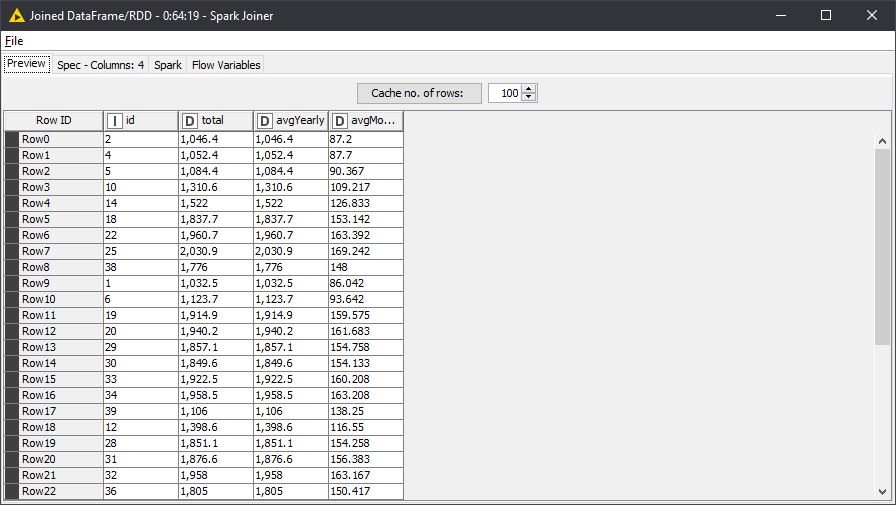 Joined DataFrame/RDD - 0:64:19 - Spark Joiner
File
Preview Spec - Columns: 4 Spark Flow Variables
Cache no. of rows: 100
Row ID I id D total D avgYearly D avgMo...
Row0 2 1,046.4 1,046.4 87.2
Row1 4 1,052.4 1,052.4 87.7
Row2 5 1,084.4 1,084.4 90.367
Row3 10 1,310.6 1,310.6 109.217
Row4 14 1,522 1,522 126.833
Row5 18 1,837.7 1,837.7 153.142
Row6 22 1,960.7 1,960.7 163.392
Row7 25 2,030.9 2,030.9 169.242
Row8 38 1,776 1,776 148
Row9 1 1,032.5 1,032.5 86.042
Row10 6 1,123.7 1,123.7 93.642
Row11 19 1,914.9 1,914.9 159.575
Row12 20 1,940.2 1,940.2 161.683
Row13 29 1,857.1 1,857.1 154.758
Row14 30 1,849.6 1,849.6 154.133
Row15 33 1,922.5 1,922.5 160.208
Row16 34 1,958.5 1,958.5 163.208
Row17 39 1,106 1,106 138.25
Row18 12 1,398.6 1,398.6 116.55
Row19 28 1,851.1 1,851.1 154.258
Row20 31 1,876.6 1,876.6 156.383
Row21 32 1,958 1,958 163.167
Row22 36 1,805 1,805 150.417